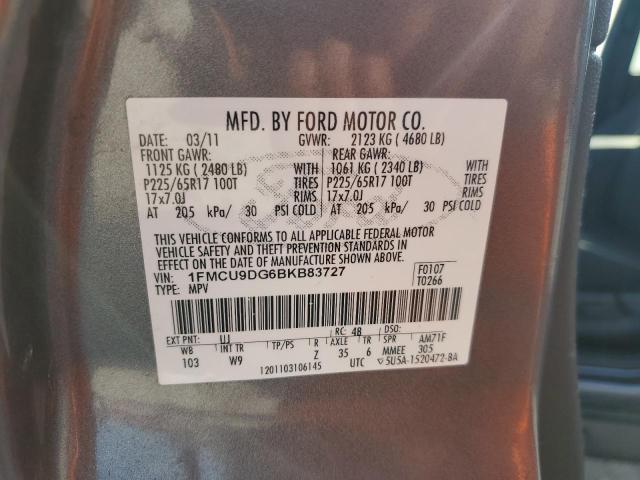 MFD. BY FORD MOTOR CO.
DATE: 03/11 GVWR: 2123 KG ( 4680 LB)
FRONT GAWR: REAR GAWR:
1125 KG ( 2480 LB) WITH 1061 KG ( 2340 LB) WITH
P225/65R17 100T TIRES P225/65R17 100T TIRES
17x7.0J RIMS 17x7.0J RIMS
AT 205 kPa/ 30 PSI COLD AT 205 kPa/ 30 PSI COLD
THIS VEHICLE CONFORMS TO ALL APPLICABLE FEDERAL MOTOR
VEHICLE SAFETY AND THEFT PREVENTION STANDARDS IN
EFFECT ON THE DATE OF MANUFACTURE SHOWN ABOVE.
VIN: 1FMCU9DG6BKB83727 F0107
TYPE: MPV T0266
EXT PNT: UJ RC: 48 DSO:
WB INT TR TP/PS R AXLE TR SPR AM71F
103 W9 Z 35 6 MMEE 305
1201103106145 UTC 5U5A-1520472-BA